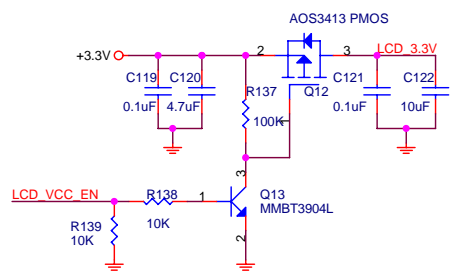 AOS3413 PMOS
+3.3V
2
3
LCD_3.3V
C119
C120
R137
Q12
C121
C122
0.1uF
4.7uF
100K
1
0.1uF
10uF
3
LCD_VCC_EN
R138
1
Q13
10K
MMBT3904L
R139
10K
2